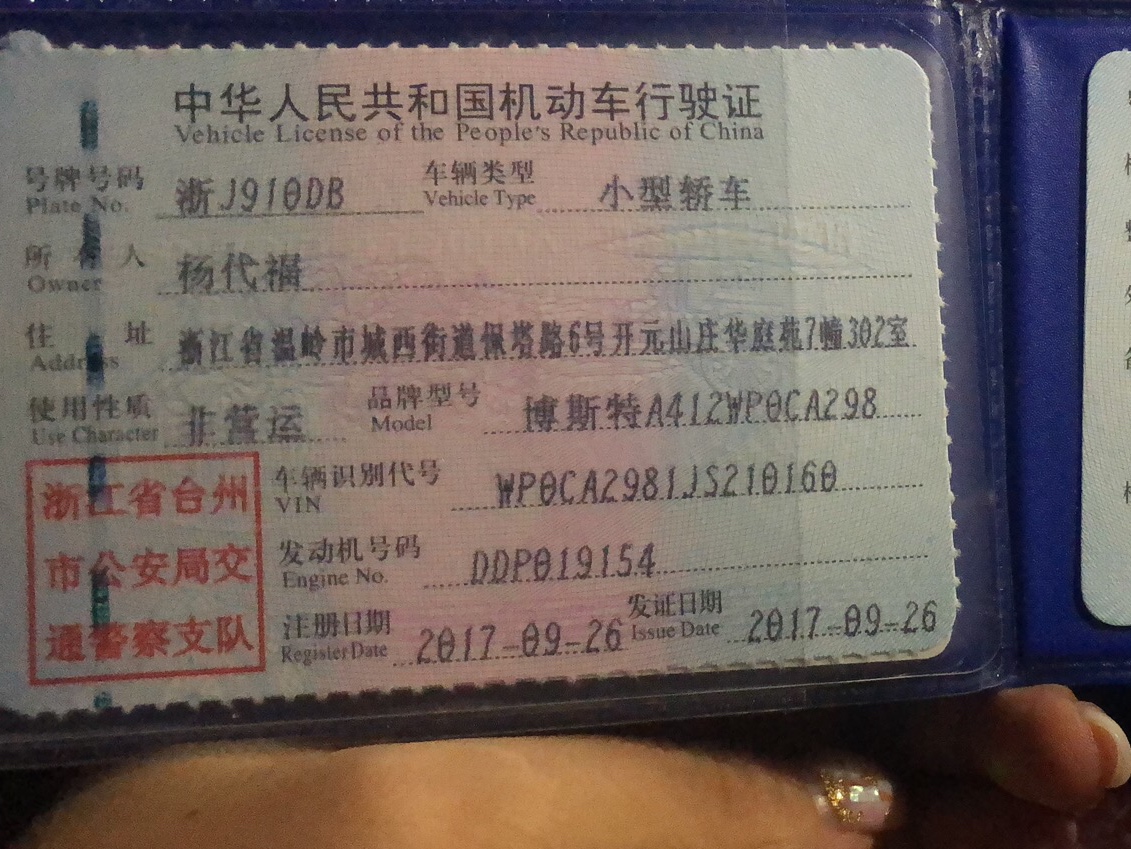 中华人民共和国机动车行驶证
Vehicle License of the People's Republic of China
号牌号码 浙J910DB 车辆类型 小型轿车
Plate No. Vehicle Type
所有人 杨代福
Owner
住址 浙江省温岭市城西街道保塔路6号开元山庄华庭苑7幢302室
Address
使用性质 非营运 品牌型号 博斯特A412WP0CA298
Use Character Model
浙江省台州
市公安局交
通警察支队
车辆识别代号 WP0CA2981JS210160
VIN
发动机号码 DDP019154
Engine No.
注册日期 2017-09-26 发证日期 2017-09-26
Register Date Issue Date